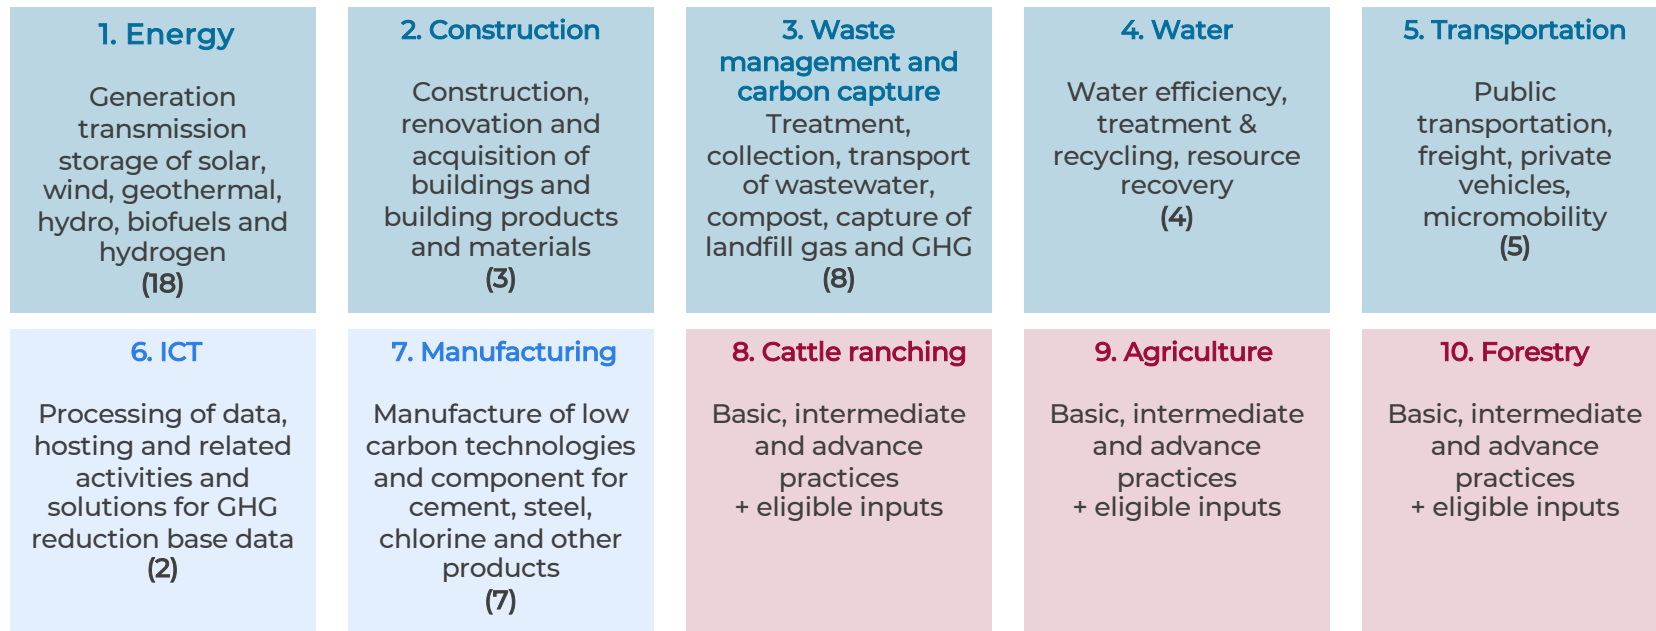 1. Energy
Generation
transmission
storage of solar,
wind, geothermal,
hydro, biofuels and
hydrogen
(18)
2. Construction
Construction,
renovation and
acquisition of
buildings and
building products
and materials
(3)
3. Waste
management and
carbon capture
Treatment,
collection, transport
of wastewater,
compost, capture of
landfill gas and GHG
(8)
4. Water
Water efficiency,
treatment &
recycling, resource
recovery
(4)
5. Transportation
Public
transportation,
freight, private
vehicles,
micromobility
(5)
6. ICT
Processing of data,
hosting and related
activities and
solutions for GHG
reduction base data
(2)
7. Manufacturing
Manufacture of low
carbon technologies
and component for
cement, steel,
chlorine and other
products
(7)
8. Cattle ranching
Basic, intermediate
and advance
practices
+ eligible inputs
9. Agriculture
Basic, intermediate
and advance
practices
+ eligible inputs
10. Forestry
Basic, intermediate
and advance
practices
+ eligible inputs